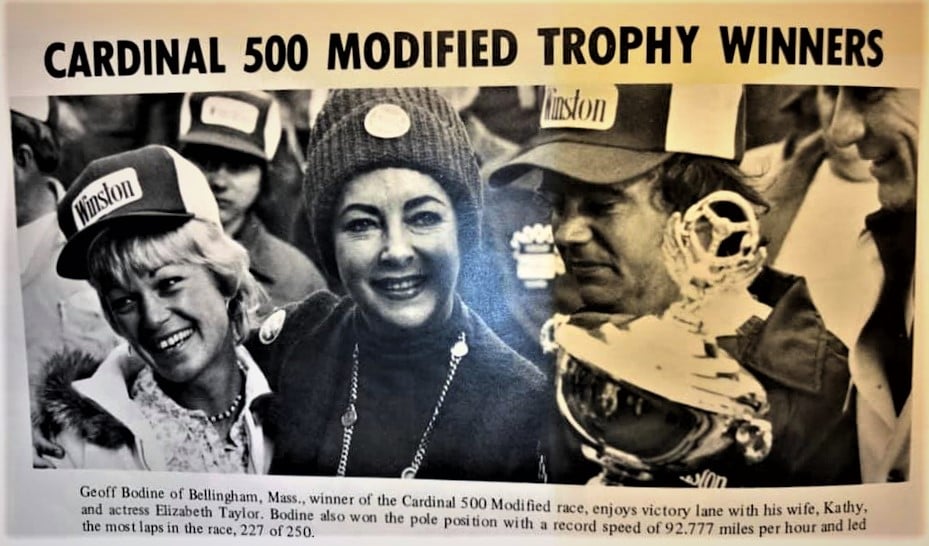 CARDINAL 500 MODIFIED TROPHY WINNERS
Winston
Winston
Geoff Bodine of Bellingham, Mass., winner of the Cardinal 500 Modified race, enjoys victory lane with his wife, Kathy,
and actress Elizabeth Taylor. Bodine also won the pole position with a record speed of 92.777 miles per hour and led
the most laps in the race, 227 of 250.